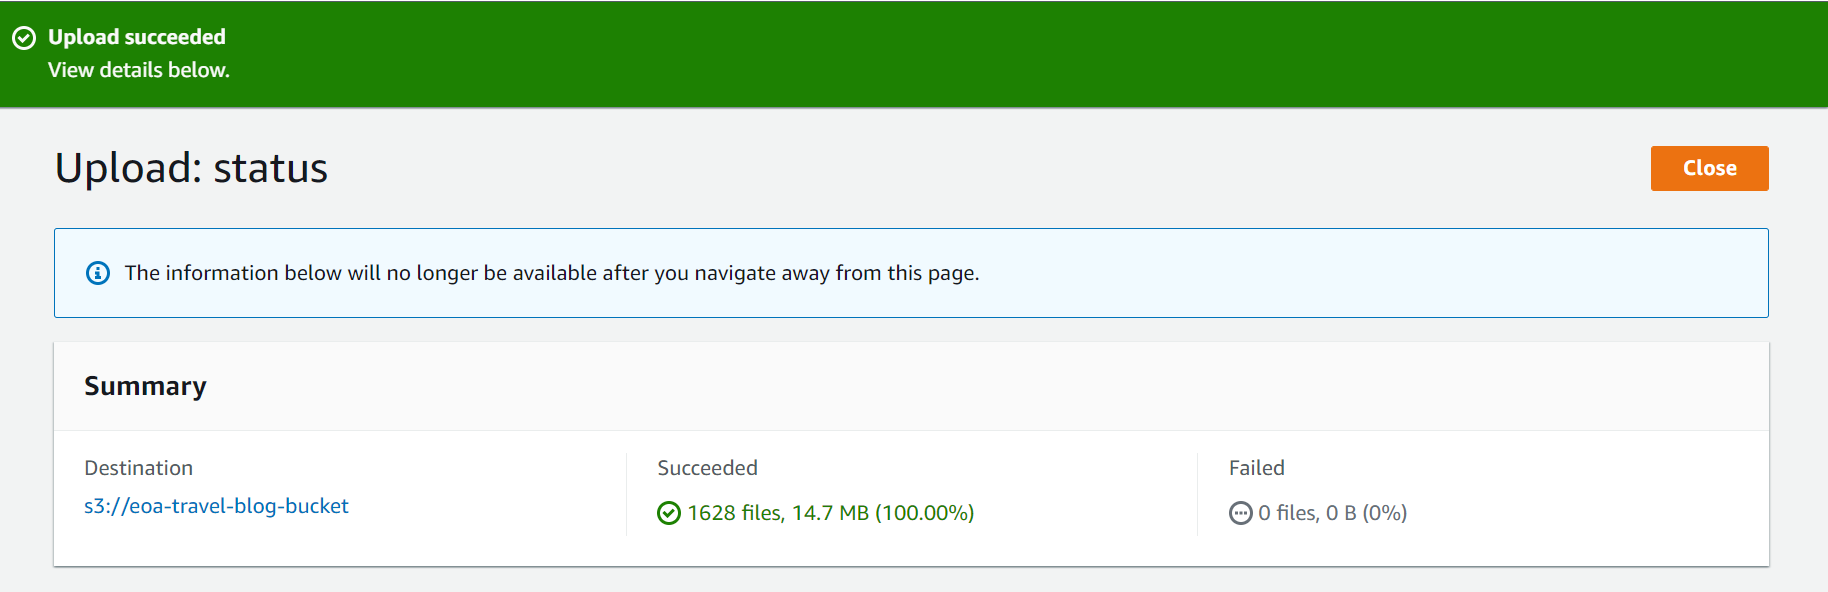 Upload succeeded
View details below.
Upload: status
Close
The information below will no longer be available after you navigate away from this page.
Summary
Destination
s3://eoa-travel-blog-bucket
Succeeded
1628 files, 14.7 MB (100.00%)
Failed
0 files, 0 B (0%)